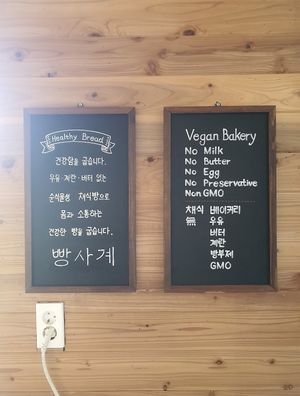 Healthy Bread
건강함을 굽습니다.
우유·계란·버터 없는
순식물성 채식빵으로
몸과 소통하는
건강한 빵을 굽습니다.
빵사계
Vegan Bakery
No Milk
No Butter
No Egg
No Preservative
Non GMO
채식 베이커리
無 우유
버터
계란
방부제
GMO